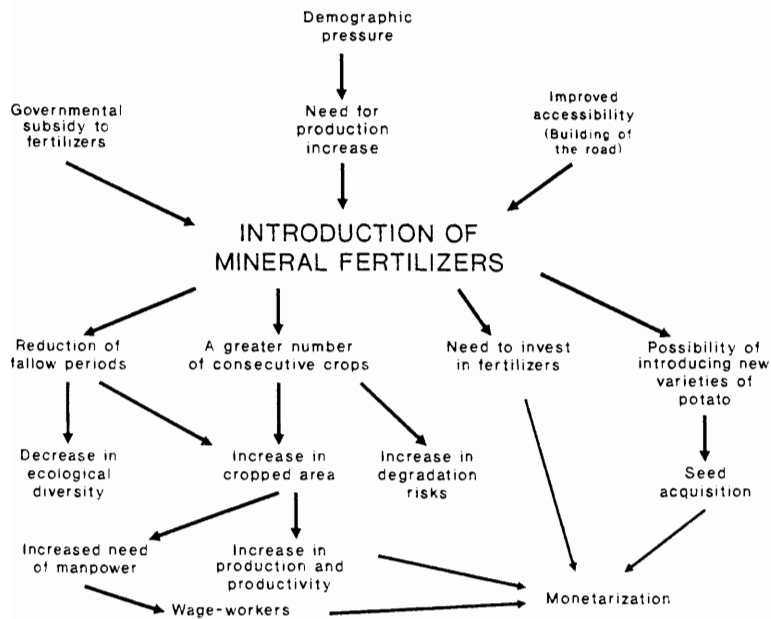 Demographic
pressure
Governmental
subsidy to
fertilizers
Need for
production
increase
Improved
accessibility
(Building of
the road)
INTRODUCTION OF
MINERAL FERTILIZERS
Reduction of
fallow periods
A greater number
of consecutive crops
Need to invest
in fertilizers
Possibility of
introducing new
varieties of
potato
Decrease in
ecological
diversity
Increase in
cropped area
Increase in
degradation
risks
Seed
acquisition
Increased need
of manpower
Increase in
production and
productivity
Wage-workers
Monetarization